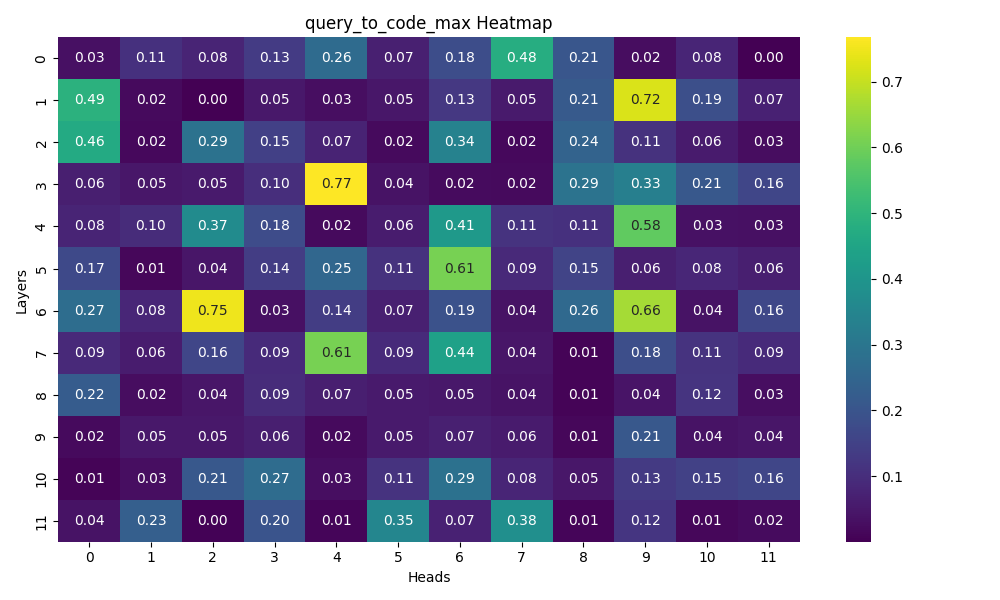 query_to_code_max Heatmap
0 0.03 0.11 0.08 0.13 0.26 0.07 0.18 0.48 0.21 0.02 0.08 0.00
1 0.49 0.02 0.00 0.05 0.03 0.05 0.13 0.05 0.21 0.72 0.19 0.07
2 0.46 0.02 0.29 0.15 0.07 0.02 0.34 0.02 0.24 0.11 0.06 0.03
3 0.06 0.05 0.05 0.10 0.77 0.04 0.02 0.02 0.29 0.33 0.21 0.16
4 0.08 0.10 0.37 0.18 0.02 0.06 0.41 0.11 0.11 0.58 0.03 0.03
5 0.17 0.01 0.04 0.14 0.25 0.11 0.61 0.09 0.15 0.06 0.08 0.06
6 0.27 0.08 0.75 0.03 0.14 0.07 0.19 0.04 0.26 0.66 0.04 0.16
7 0.09 0.06 0.16 0.09 0.61 0.09 0.44 0.04 0.01 0.18 0.11 0.09
8 0.22 0.02 0.04 0.09 0.07 0.05 0.05 0.04 0.01 0.04 0.12 0.03
9 0.02 0.05 0.05 0.06 0.02 0.05 0.07 0.06 0.01 0.21 0.04 0.04
10 0.01 0.03 0.21 0.27 0.03 0.11 0.29 0.08 0.05 0.13 0.15 0.16
11 0.04 0.23 0.00 0.20 0.01 0.35 0.07 0.38 0.01 0.12 0.01 0.02
0 1 2 3 4 5 6 7 8 9 10 11
Heads
Layers
0.7
0.6
0.5
0.4
0.3
0.2
0.1